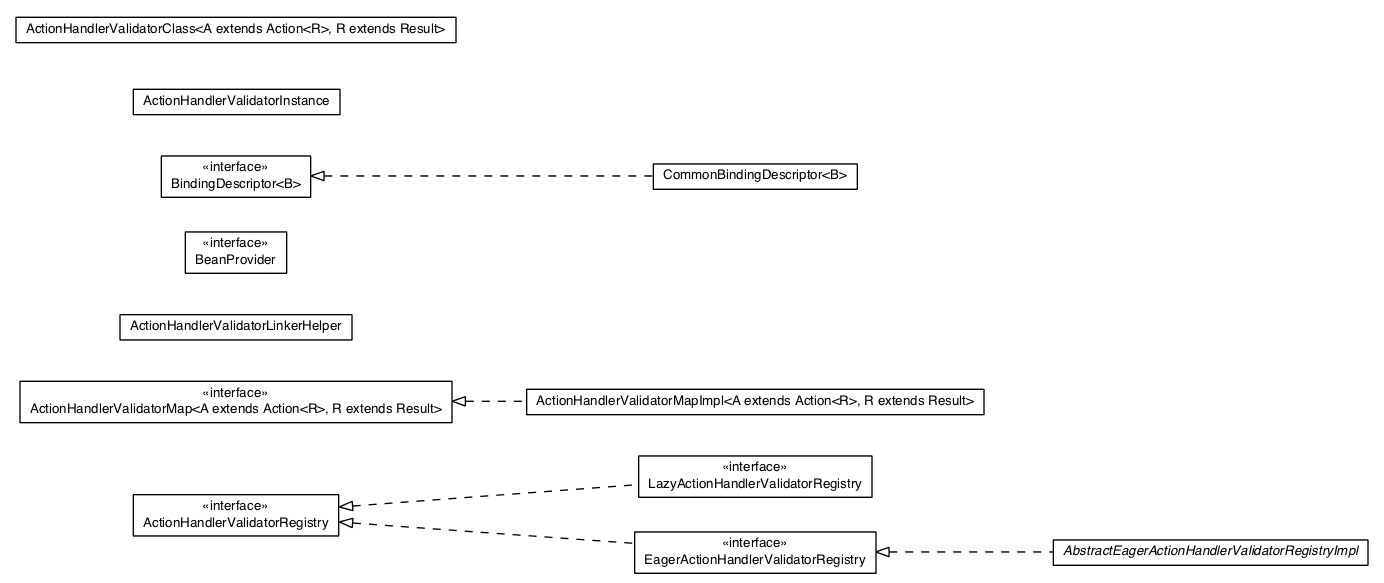 ActionHandlerValidatorClass<A extends Action<R>, R extends Result>
ActionHandlerValidatorInstance
«interface»
BindingDescriptor<B>
CommonBindingDescriptor<B>
«interface»
BeanProvider
ActionHandlerValidatorLinkerHelper
«interface»
ActionHandlerValidatorMap<A extends Action<R>, R extends Result>
ActionHandlerValidatorMapImpl<A extends Action<R>, R extends Result>
«interface»
LazyActionHandlerValidatorRegistry
«interface»
ActionHandlerValidatorRegistry
«interface»
EagerActionHandlerValidatorRegistry
AbstractEagerActionHandlerValidatorRegistryImpl